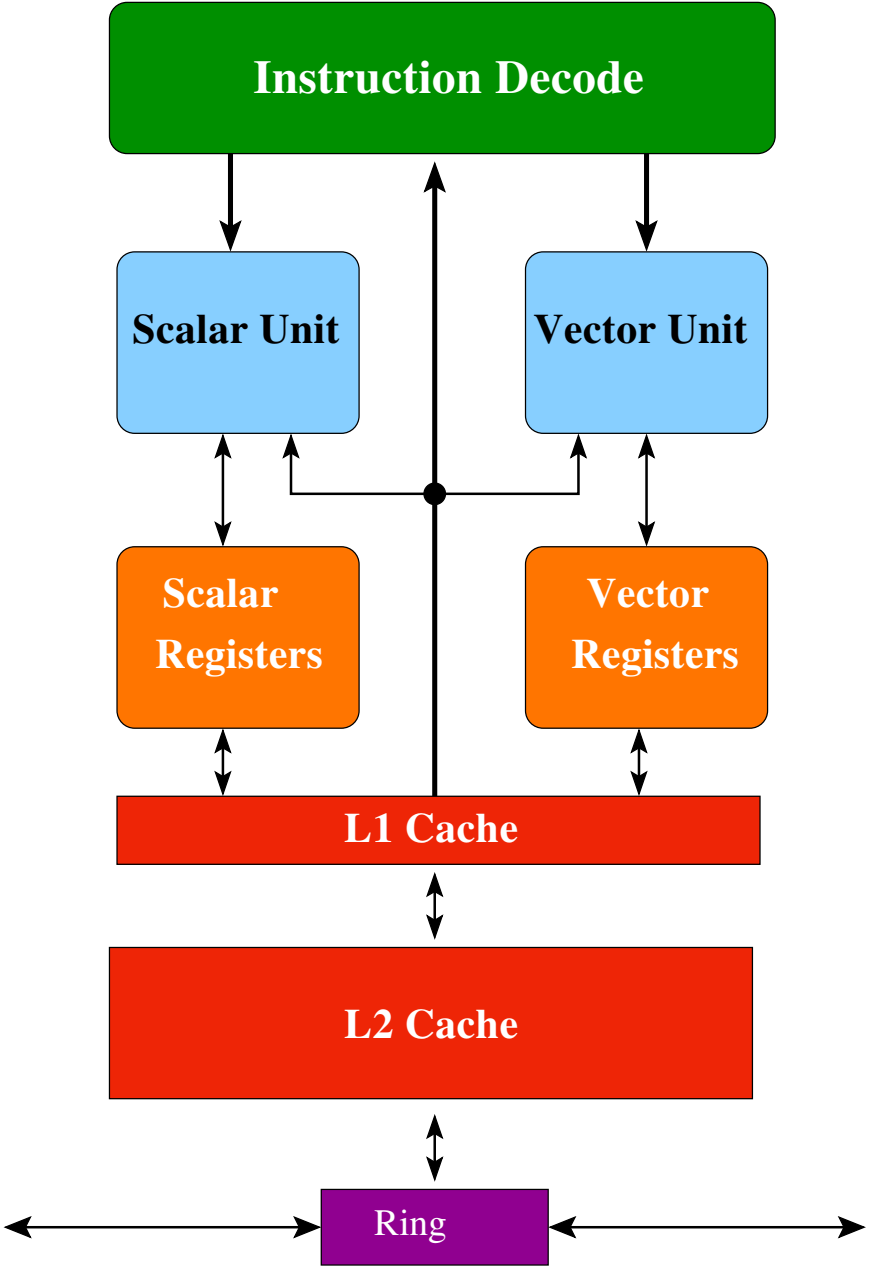 Instruction Decode
Scalar Unit
Vector Unit
Scalar
Registers
Vector
Registers
L1 Cache
L2 Cache
Ring